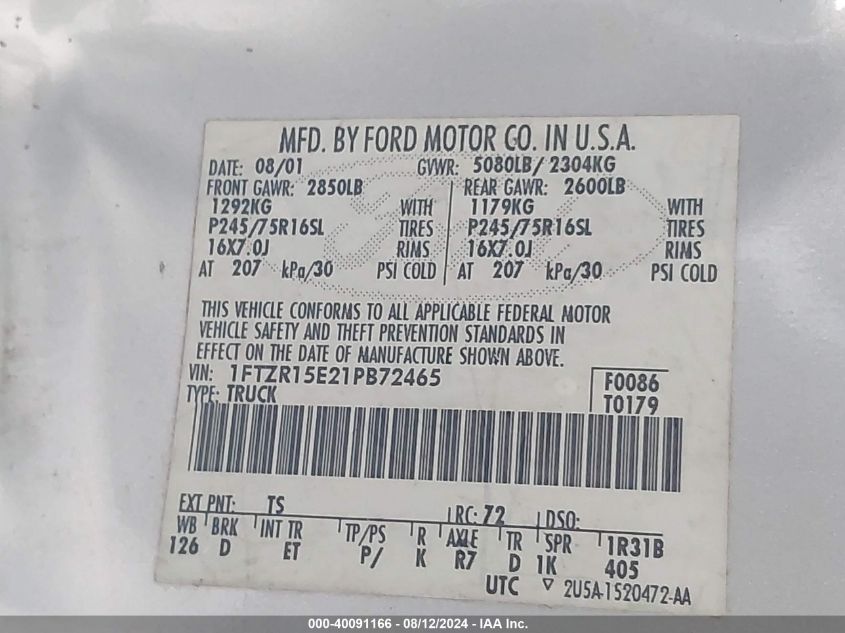 MFD. BY FORD MOTOR CO. IN U.S.A.
DATE: 08/01 GVWR: 5080LB/ 2304KG
FRONT GAWR: 2850LB REAR GAWR: 2600LB
1292KG WITH 1179KG WITH
P245/75R16SL TIRES P245/75R16SL TIRES
16X7.0J RIMS 16X7.0J RIMS
AT 207 kPa/30 PSI COLD AT 207 kPa/30 PSI COLD
THIS VEHICLE CONFORMS TO ALL APPLICABLE FEDERAL MOTOR
VEHICLE SAFETY AND THEFT PREVENTION STANDARDS IN
EFFECT ON THE DATE OF MANUFACTURE SHOWN ABOVE.
VIN: 1FTZR15E21PB72465 F0086
TYPE: TRUCK T0179
EXT PNT: TS RC: 72 DSO:
WB BRK INT TR TP/PS R AXLE TR SPR 1R31B
126 D ET P/ K R7 D 1K 405
UTC ▽ 2U5A-1520472-AA
000-40091166 - 08/12/2024 - IAA Inc.